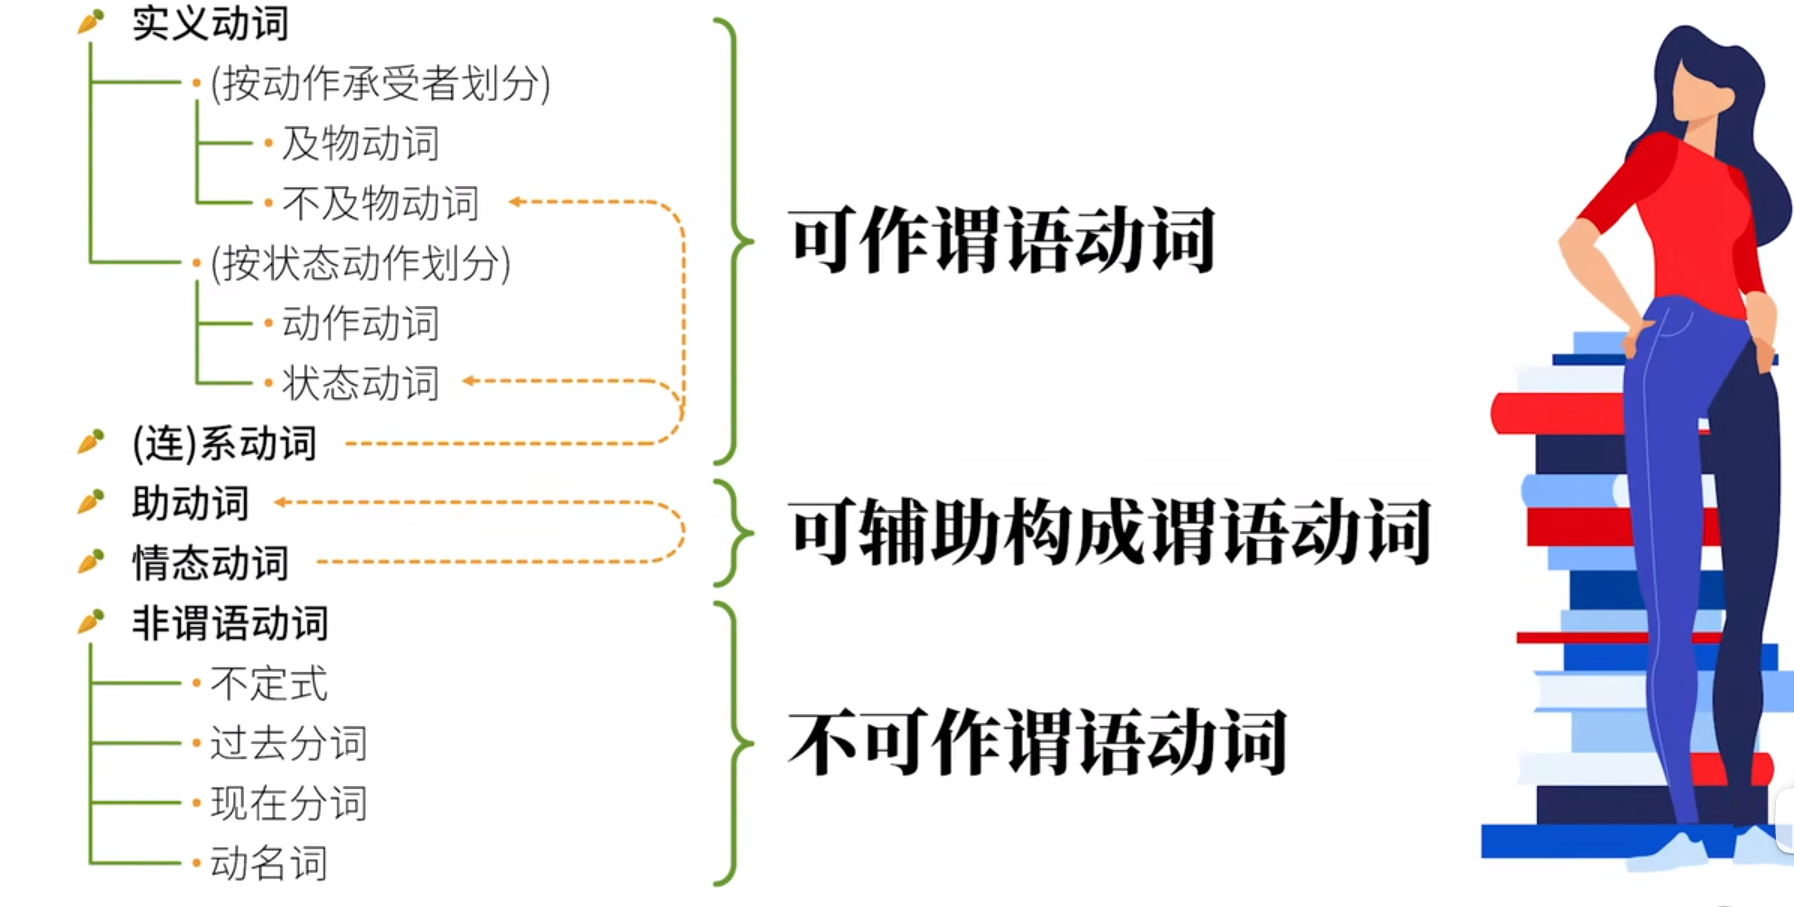 实义动词
(按动作承受者划分)
及物动词
不及物动词
(按状态动作划分)
动作动词
状态动词
(连)系动词
助动词
情态动词
非谓语动词
不定式
过去分词
现在分词
动名词
可作谓语动词
可辅助构成谓语动词
不可作谓语动词